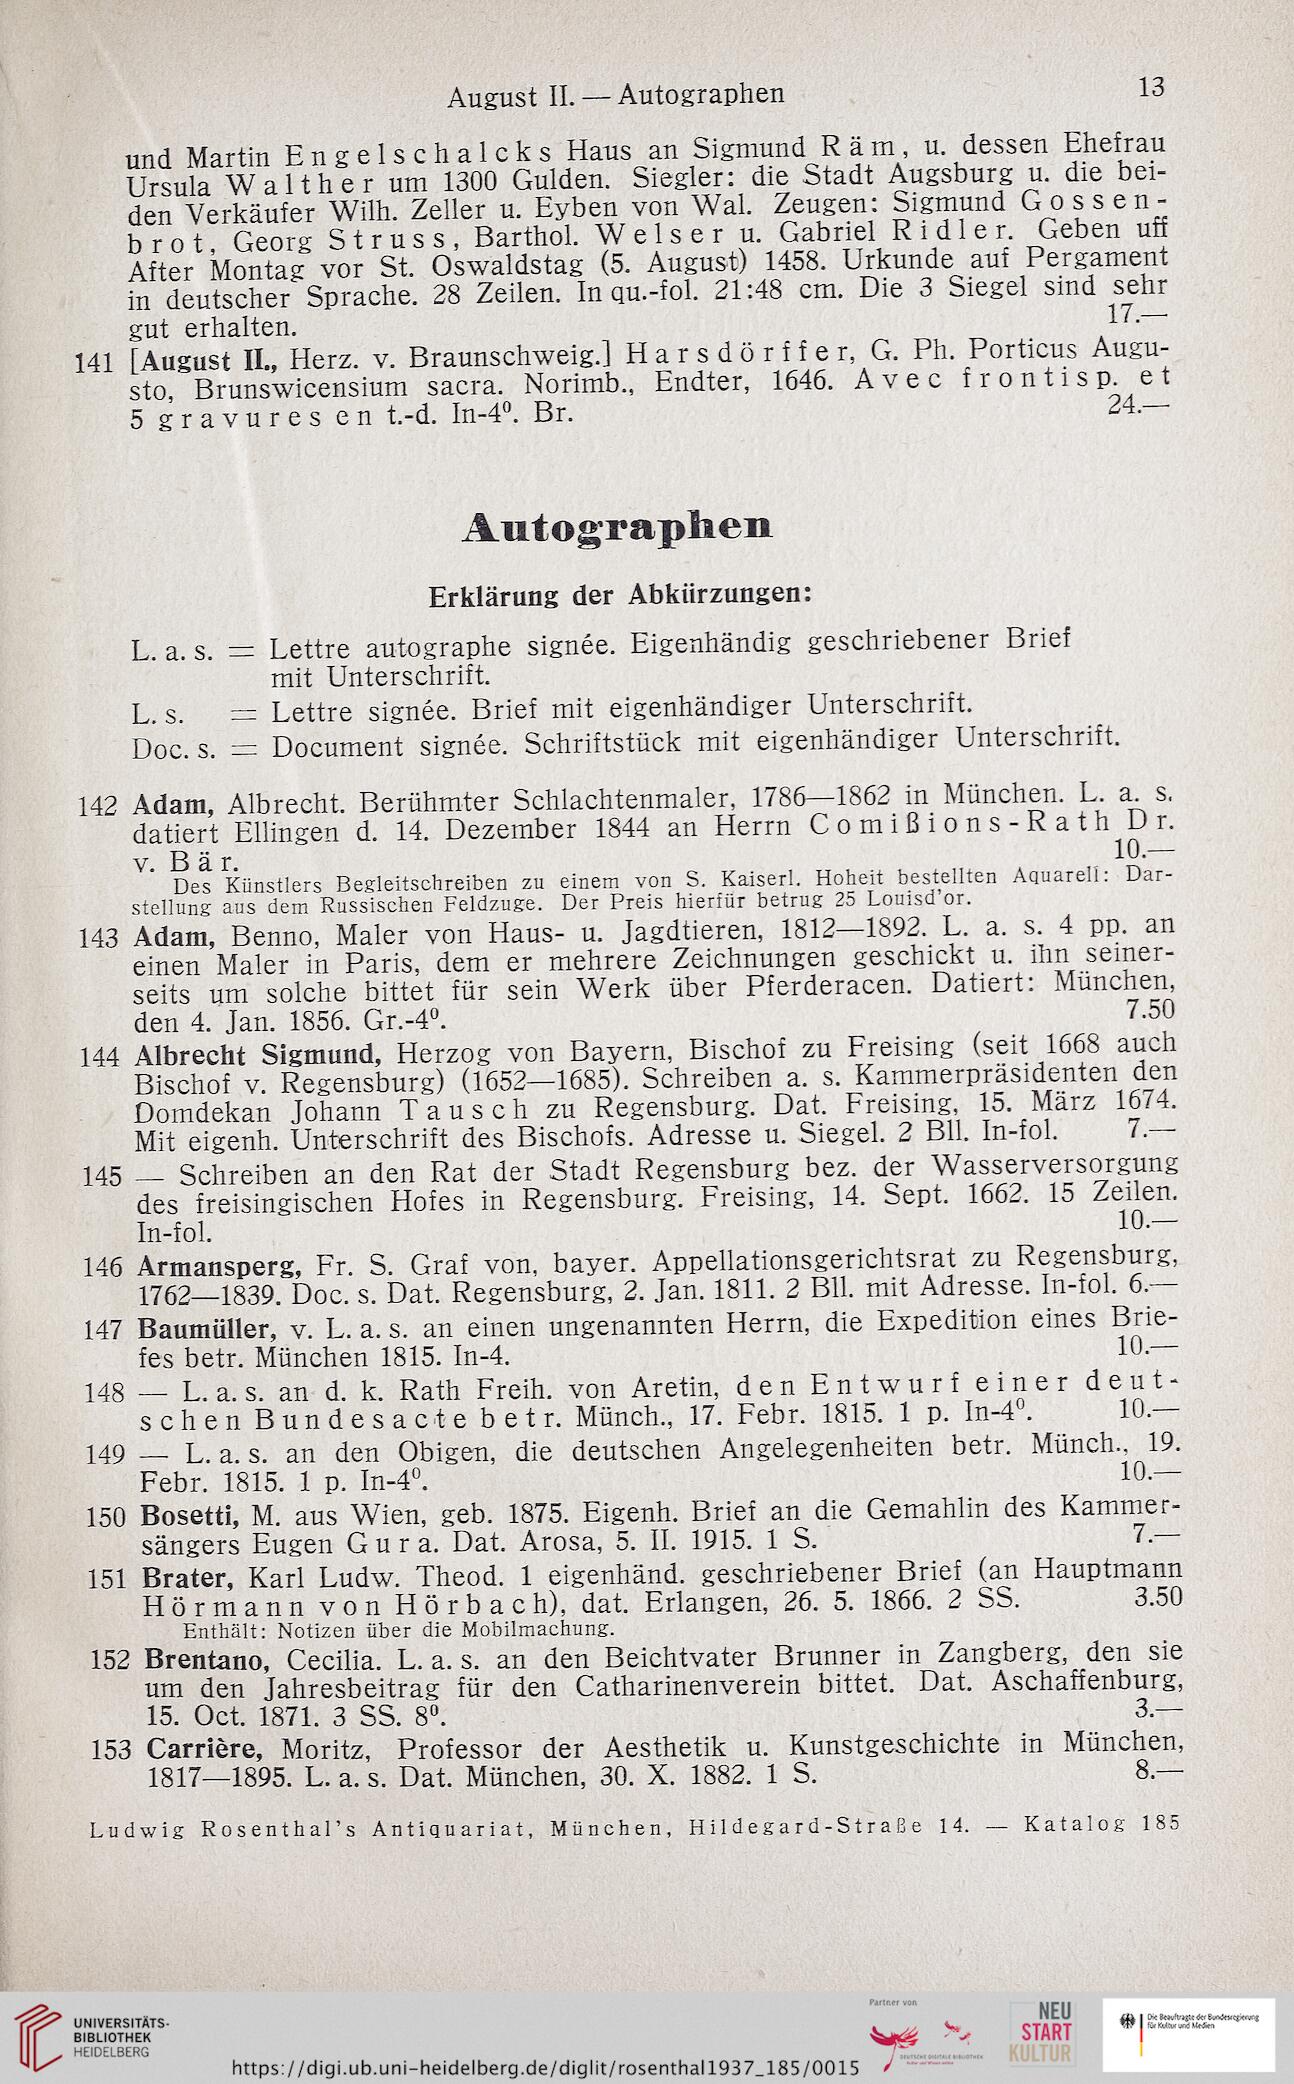 August II. — Autographen 13
und Martin Engelschalcks Haus an Sigmund Räm, u. dessen Ehefrau
Ursula Walther um 1300 Gulden. Siegler: die Stadt Augsburg u. die bei-
den Verkäufer Wilh. Zeller u. Eyben von Wal. Zeugen: Sigmund Gossen-
brot, Georg Struss, Barthol. Welser u. Gabriel Ridler. Geben uff
After Montag vor St. Oswaldstag (5. August) 1458. Urkunde auf Pergament
in deutscher Sprache. 28 Zeilen. In qu.-fol. 21:48 cm. Die 3 Siegel sind sehr
gut erhalten. 17.—
141 [August II., Herz. v. Braunschweig.] Harsdörffer, G. Ph. Porticus Augu-
sto, Brunswicensium sacra. Norimb., Endter, 1646. Avec frontisp. et
5 gravures en t.-d. In-4⁰. Br. 24.—
Autographen
Erklärung der Abkürzungen:
L. a. s. = Lettre autographe signée. Eigenhändig geschriebener Brief
mit Unterschrift.
L. s. = Lettre signée. Brief mit eigenhändiger Unterschrift.
Doc. s. = Document signée. Schriftstück mit eigenhändiger Unterschrift.
142 Adam, Albrecht. Berühmter Schlachtenmaler, 1786—1862 in München. L. a. s.
datiert Ellingen d. 14. Dezember 1844 an Herrn Comißions-Rath Dr.
v. Bär. 10.—
Des Künstlers Begleitschreiben zu einem von S. Kaiserl. Hoheit bestellten Aquarell: Dar-
stellung aus dem Russischen Feldzuge. Der Preis hierfür betrug 25 Louisd'or.
143 Adam, Benno, Maler von Haus- u. Jagdtieren, 1812—1892. L. a. s. 4 pp. an
einen Maler in Paris, dem er mehrere Zeichnungen geschickt u. ihn seiner-
seits um solche bittet für sein Werk über Pferderacen. Datiert: München,
den 4. Jan. 1856. Gr.-4⁰. 7.50
144 Albrecht Sigmund, Herzog von Bayern, Bischof zu Freising (seit 1668 auch
Bischof v. Regensburg) (1652—1685). Schreiben a. s. Kammerpräsidenten den
Domdekan Johann Tausch zu Regensburg. Dat. Freising, 15. März 1674.
Mit eigenh. Unterschrift des Bischofs. Adresse u. Siegel. 2 Bll. In-fol. 7.—
145 — Schreiben an den Rat der Stadt Regensburg bez. der Wasserversorgung
des freisingischen Hofes in Regensburg. Freising, 14. Sept. 1662. 15 Zeilen.
In-fol. 10.—
146 Armansperg, Fr. S. Graf von, bayer. Appellationsgerichtsrat zu Regensburg,
1762—1839. Doc. s. Dat. Regensburg, 2. Jan. 1811. 2 Bll. mit Adresse. In-fol. 6.—
147 Baumüller, v. L. a. s. an einen ungenannten Herrn, die Expedition eines Brie-
fes betr. München 1815. In-4. 10.—
148 — L. a. s. an d. k. Rath Freih. von Aretin, den Entwurf einer deut-
schen Bundesacte betr. Münch., 17. Febr. 1815. 1 p. In-4⁰. 10.—
149 — L. a. s. an den Obigen, die deutschen Angelegenheiten betr. Münch., 19.
Febr. 1815. 1 p. In-4⁰. 10.—
150 Bosetti, M. aus Wien, geb. 1875. Eigenh. Brief an die Gemahlin des Kammer-
sängers Eugen Gura. Dat. Arosa, 5. II. 1915. 1 S. 7.—
151 Brater, Karl Ludw. Theod. 1 eigenhänd. geschriebener Brief (an Hauptmann
Hörmann von Hörbach), dat. Erlangen, 26. 5. 1866. 2 SS. 3.50
Enthält: Notizen über die Mobilmachung.
152 Brentano, Cecilia. L. a. s. an den Beichtvater Brunner in Zangberg, den sie
um den Jahresbeitrag für den Catharinenverein bittet. Dat. Aschaffenburg,
15. Oct. 1871. 3 SS. 8⁰. 3.—
153 Carrière, Moritz, Professor der Aesthetik u. Kunstgeschichte in München,
1817—1895. L. a. s. Dat. München, 30. X. 1882. 1 S. 8.—
Ludwig Rosenthal's Antiquariat, München, Hildegard-Straße 14. — Katalog 185
UNIVERSITÄTS-
BIBLIOTHEK
HEIDELBERG
https://digi.ub.uni-heidelberg.de/diglit/rosenthal1937_185/0015
Partner von
DEUTSCHE DIGITALE BIBLIOTHEK
Kultur und Wissen online
NEU
START
KULTUR
Die Beauftragte der Bundesregierung
für Kultur und Medien